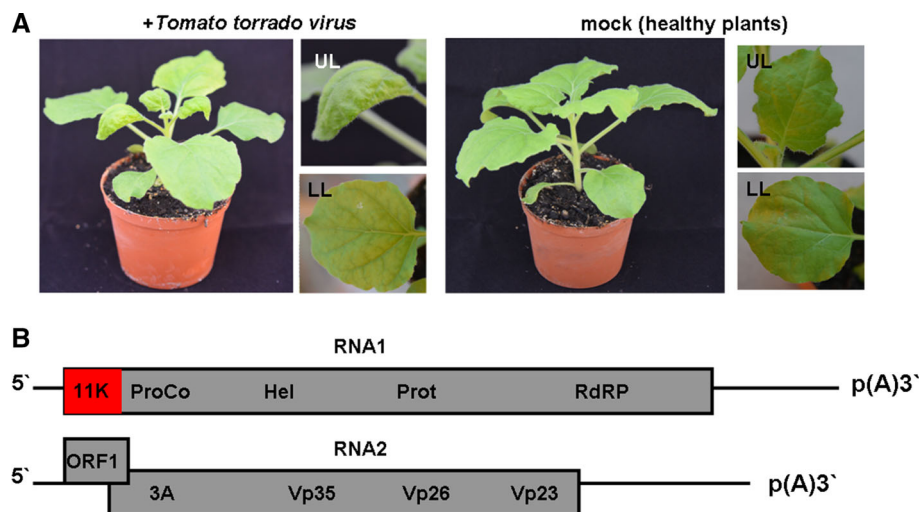 A
+Tomato torrado virus
mock (healthy plants)
UL
LL
UL
LL
B
RNA1
5` 11K ProCo Hel Prot RdRP p(A)3`
RNA2
ORF1
5` 3A Vp35 Vp26 Vp23 p(A)3`